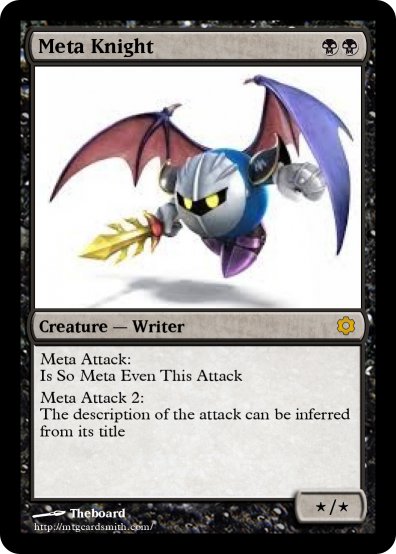 Meta Knight
Creature — Writer
Meta Attack:
Is So Meta Even This Attack
Meta Attack 2:
The description of the attack can be inferred
from its title
★/★
Theboard
http://mtgcardsmith.com/